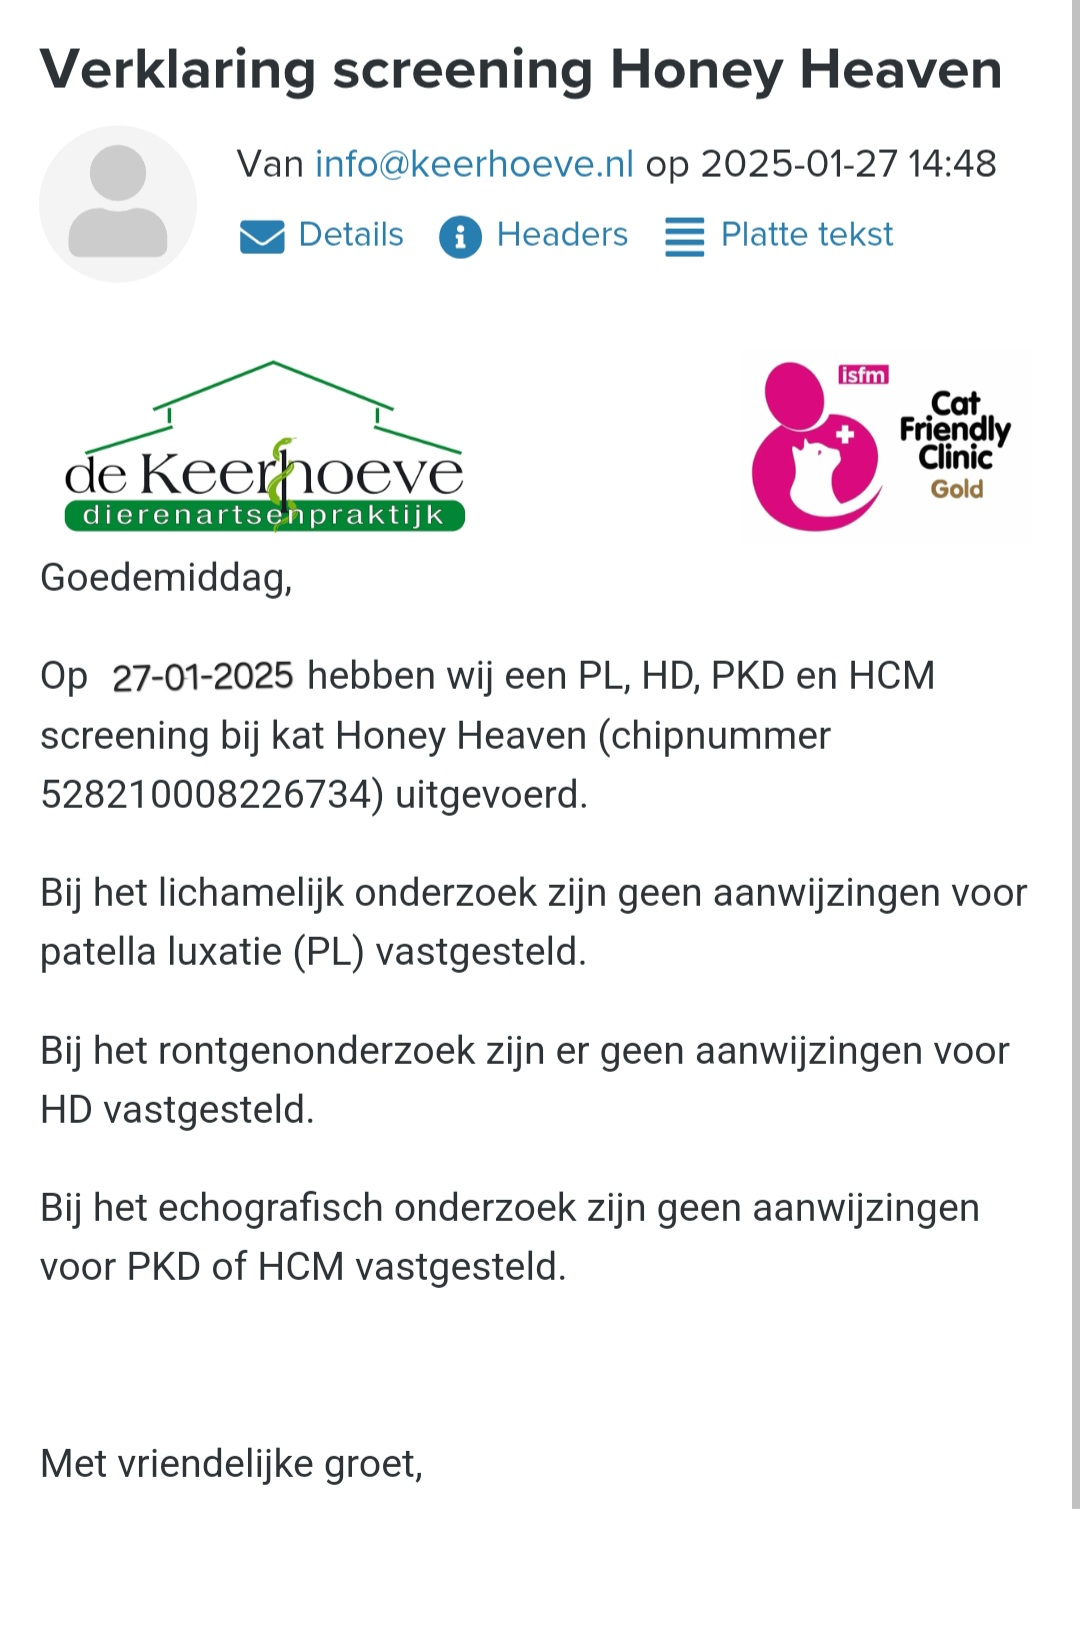 Verklaring screening Honey Heaven
Van info@keerhoeve.nl op 2025-01-27 14:48
Details Headers Platte tekst
de Keerhoeve
dierenartsenpraktijk
isfm
Cat
Friendly
Clinic
Gold
Goedemiddag,
Op 27-01-2025 hebben wij een PL, HD, PKD en HCM
screening bij kat Honey Heaven (chipnummer
528210008226734) uitgevoerd.
Bij het lichamelijk onderzoek zijn geen aanwijzingen voor
patella luxatie (PL) vastgesteld.
Bij het rontgenonderzoek zijn er geen aanwijzingen voor
HD vastgesteld.
Bij het echografisch onderzoek zijn geen aanwijzingen
voor PKD of HCM vastgesteld.
Met vriendelijke groet,